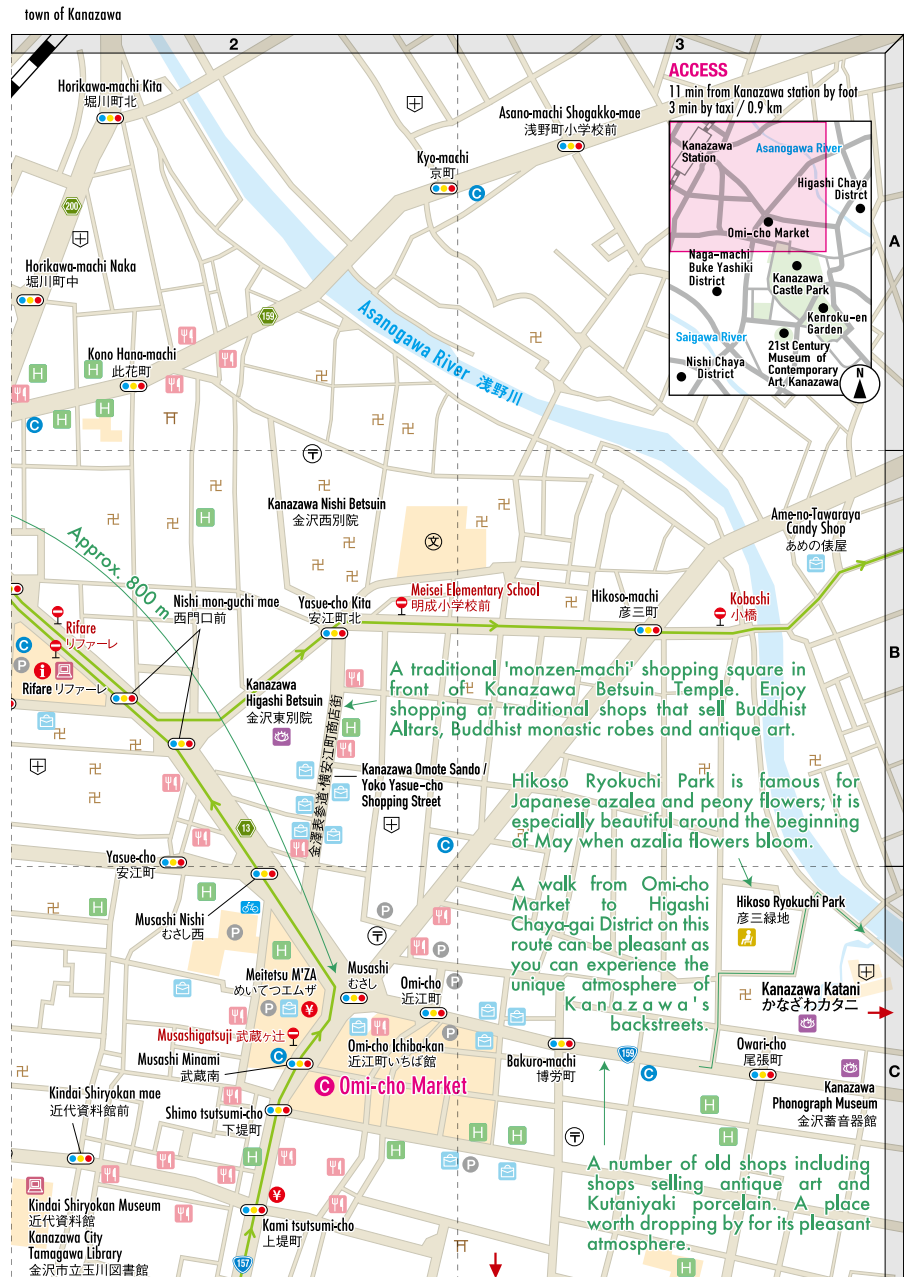 town of Kanazawa
2
3
ACCESS
11 min from Kanazawa station by foot
3 min by taxi / 0.9 km
Kanazawa
Station
Asanogawa River
Higashi Chaya
Distrct
Omi-cho Market
Naga-machi
Buke Yashiki
District
Kanazawa
Castle Park
Kenroku-en
Garden
Saigawa River
21st Century
Museum of
Contemporary
Art, Kanazawa
Nishi Chaya
District
N
A
Horikawa-machi Kita
堀川町北
Asano-machi Shogakko-mae
浅野町小学校前
Kyo-machi
京町
C
200
Horikawa-machi Naka
堀川町中
159
Asanogawa River 浅野川
Kono Hana-machi
此花町
H
H
H
H
H
C
Kanazawa Nishi Betsuin
金沢西別院
文
H
Ame-no-Tawaraya
Candy Shop
あめの俵屋
Approx. 800 m
Nishi mon-guchi mae
西門口前
Yasue-cho Kita
安江町北
Meisei Elementary School
明成小学校前
Hikoso-machi
彦三町
Kobashi
小橋
B
Rifare
リファーレ
C
P
i
Rifare リファーレ
Kanazawa
Higashi Betsuin
金沢東別院
A traditional 'monzen-machi' shopping square in
front of Kanazawa Betsuin Temple. Enjoy
shopping at traditional shops that sell Buddhist
Altars, Buddhist monastic robes and antique art.
H
Kanazawa Omote Sando /
Yoko Yasue-cho
Shopping Street
金澤表参道・横安江町商店街
Hikoso Ryokuchi Park is famous for
Japanese azalea and peony flowers; it is
especially beautiful around the beginning
of May when azalia flowers bloom.
13
C
Yasue-cho
安江町
H
Musashi Nishi
むさし西
P
H
P
P
H
A walk from Omi-cho
Market to Higashi
Chaya-gai District on this
route can be pleasant as
you can experience the
unique atmosphere of
Kanazawa's
backstreets.
Hikoso Ryokuchi Park
彦三緑地
Meitetsu M'ZA
めいてつエムザ
P
¥
Musashi
むさし
Omi-cho
近江町
P
Kanazawa Katani
かなざわカタニ
Musashigatsuji 武蔵ヶ辻
C
Musashi Minami
武蔵南
Omi-cho Ichiba-kan
近江町いちば館
P
Bakuro-machi
博労町
159
C
Owari-cho
尾張町
C
C Omi-cho Market
Kindai Shiryokan mae
近代資料館前
Shimo tsutsumi-cho
下堤町
Kanazawa
Phonograph Museum
金沢蓄音器館
H
H
H
H
H
P
P
¥
H
A number of old shops including
shops selling antique art and
Kutaniyaki porcelain. A place
worth dropping by for its pleasant
atmosphere.
Kindai Shiryokan Museum
近代資料館
Kanazawa City
Tamagawa Library
金沢市立玉川図書館
Kami tsutsumi-cho
上堤町
157
H
H